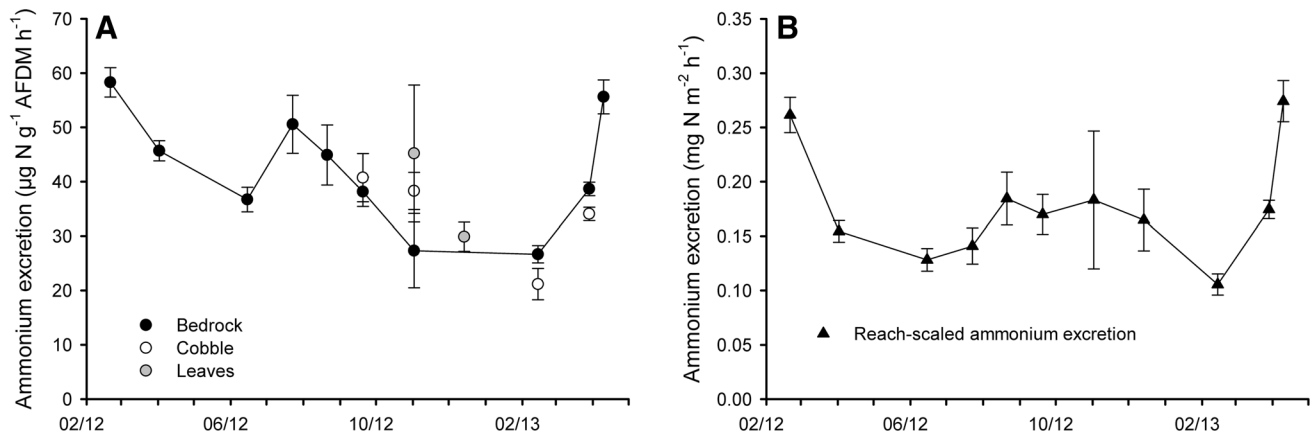 A
Ammonium excretion (µg N g-1 AFDM h-1)
70
60
50
40
30
20
10
0
02/12 06/12 10/12 02/13
Bedrock
Cobble
Leaves
B
Ammonium excretion (mg N m-2 h-1)
0.35
0.30
0.25
0.20
0.15
0.10
0.05
0.00
02/12 06/12 10/12 02/13
Reach-scaled ammonium excretion